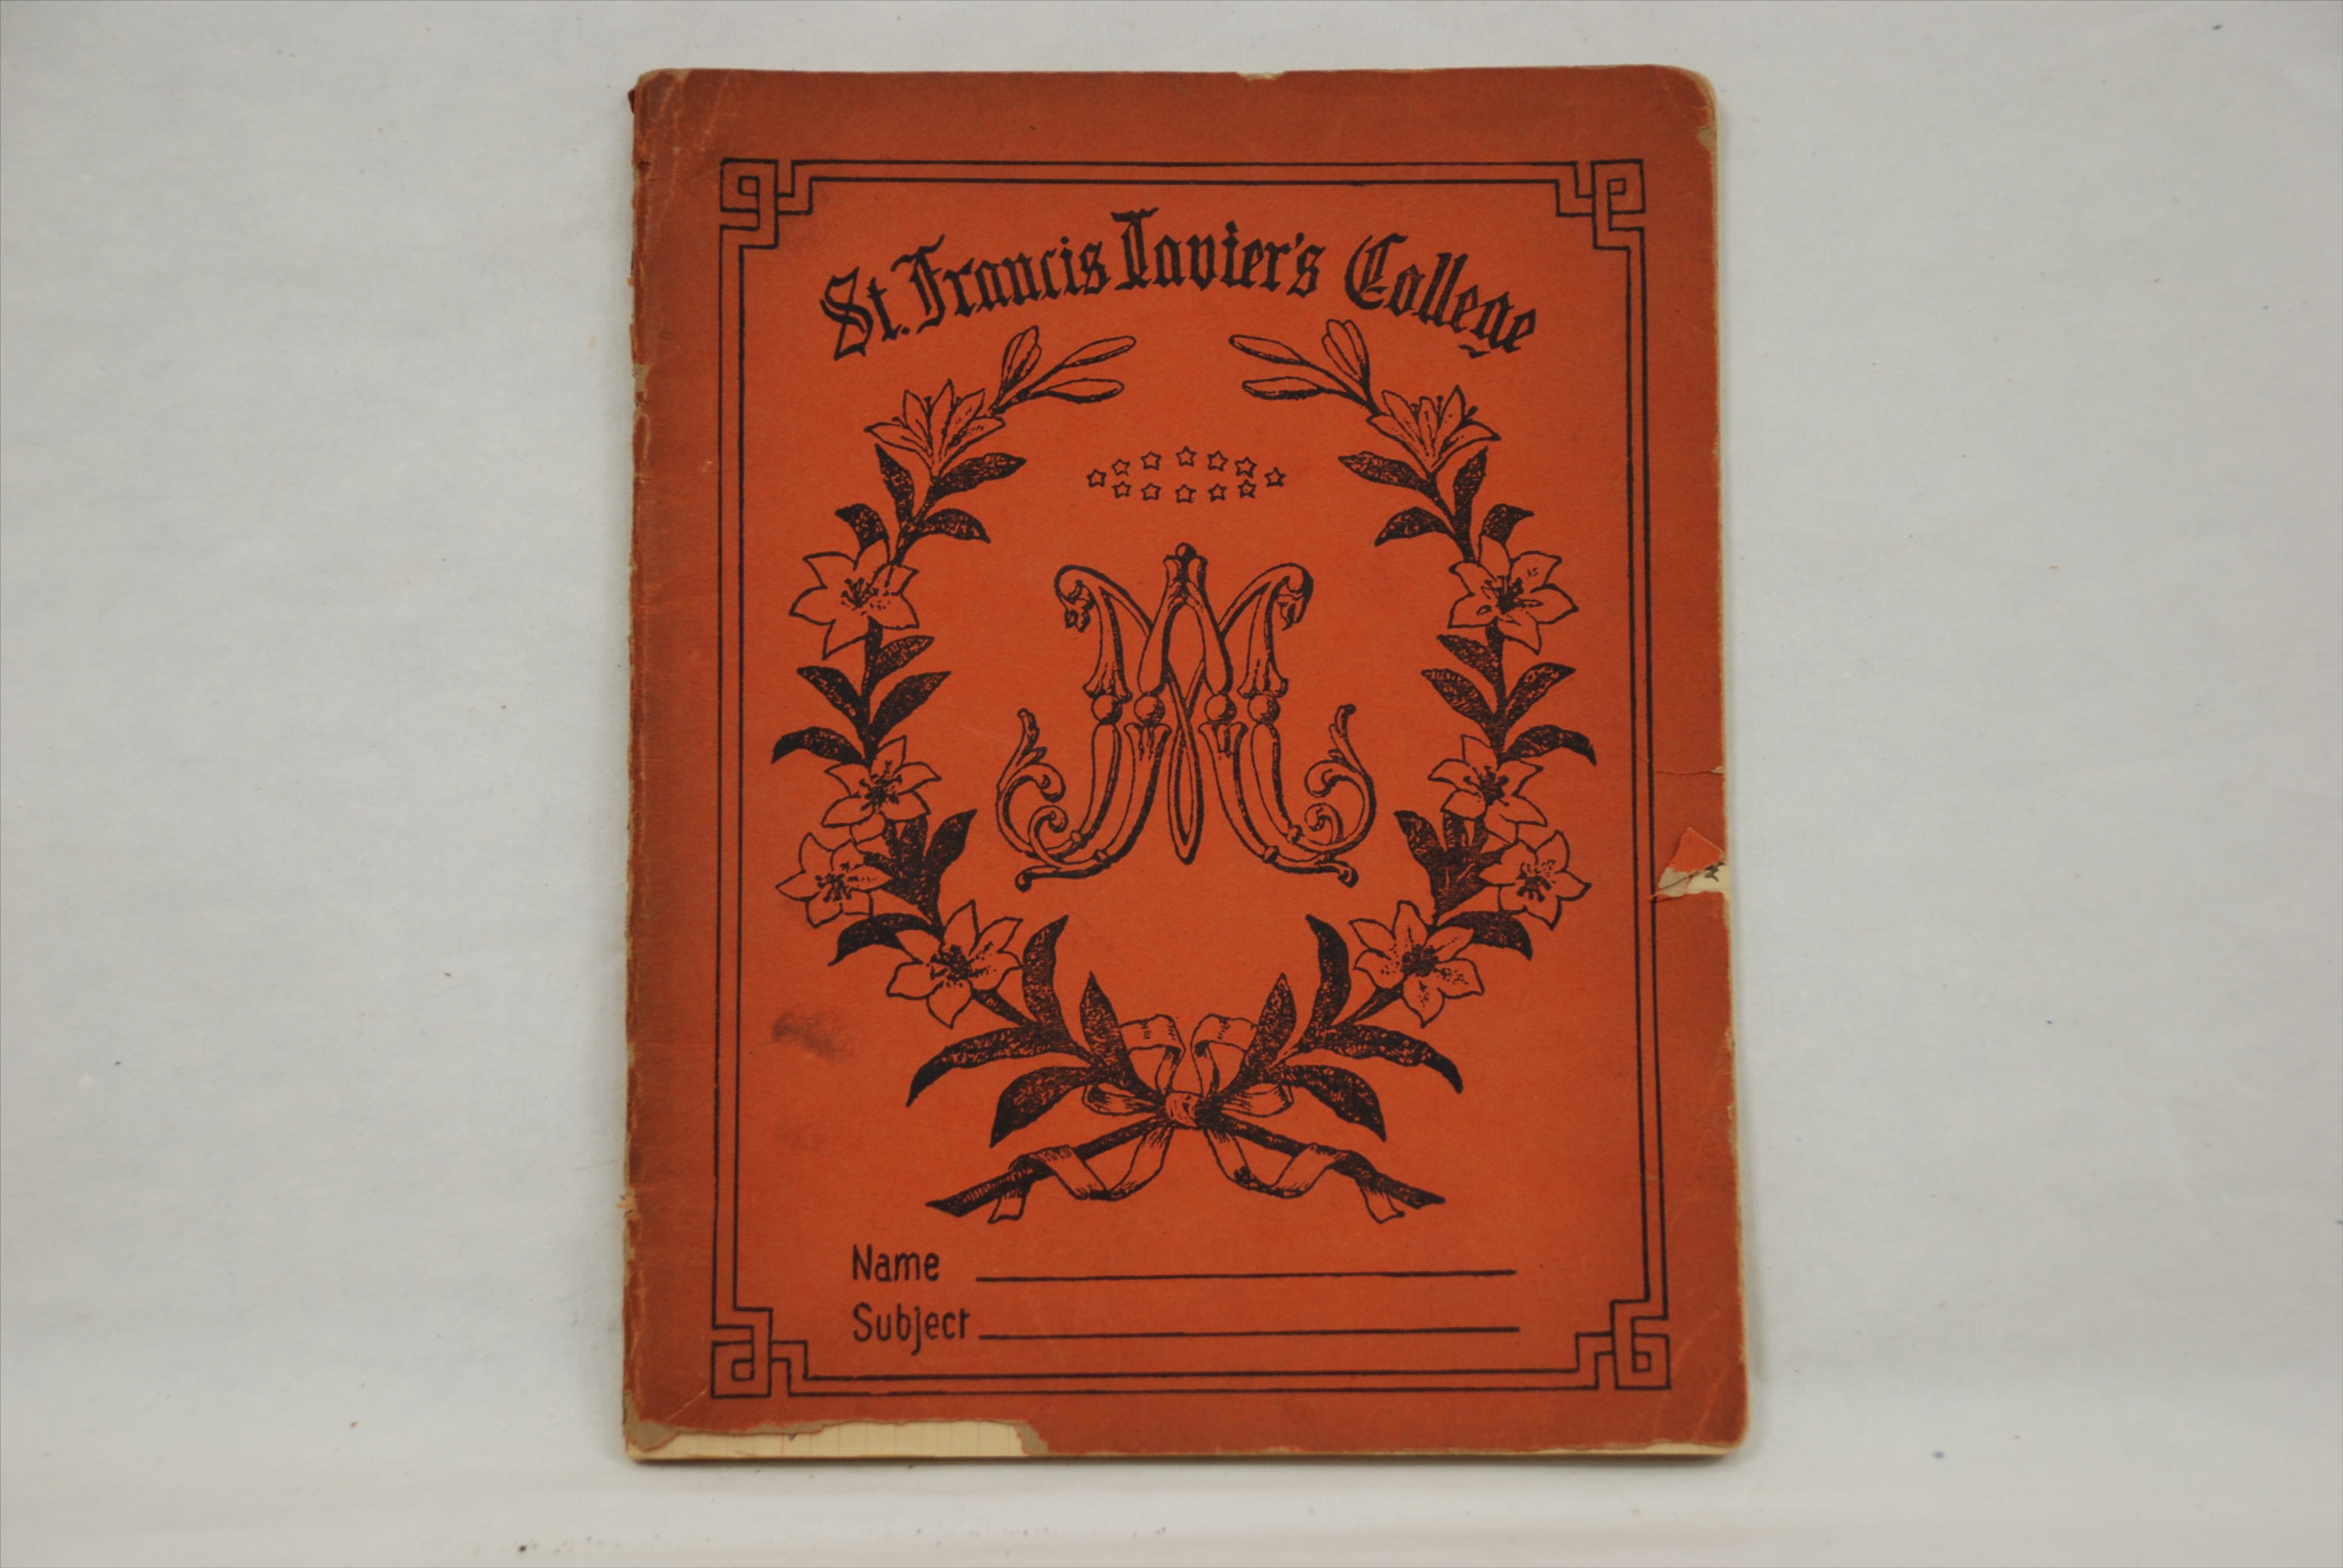 St. Francis Xavier's College
Name
Subject